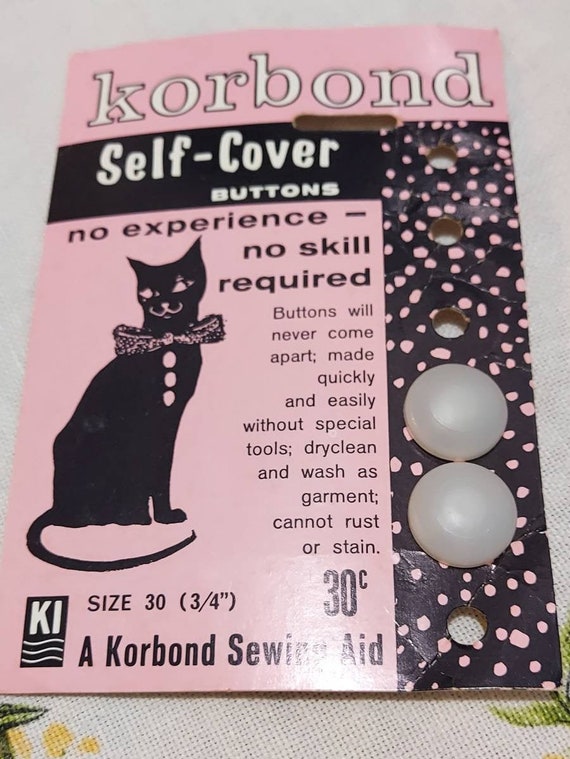 korbond
Self-Cover
BUTTONS
no experience –
no skill
required
Buttons will
never come
apart; made
quickly
and easily
without special
tools; dryclean
and wash as
garment;
cannot rust
or stain.
30c
KI
SIZE 30 (3/4")
A Korbond Sewing Aid